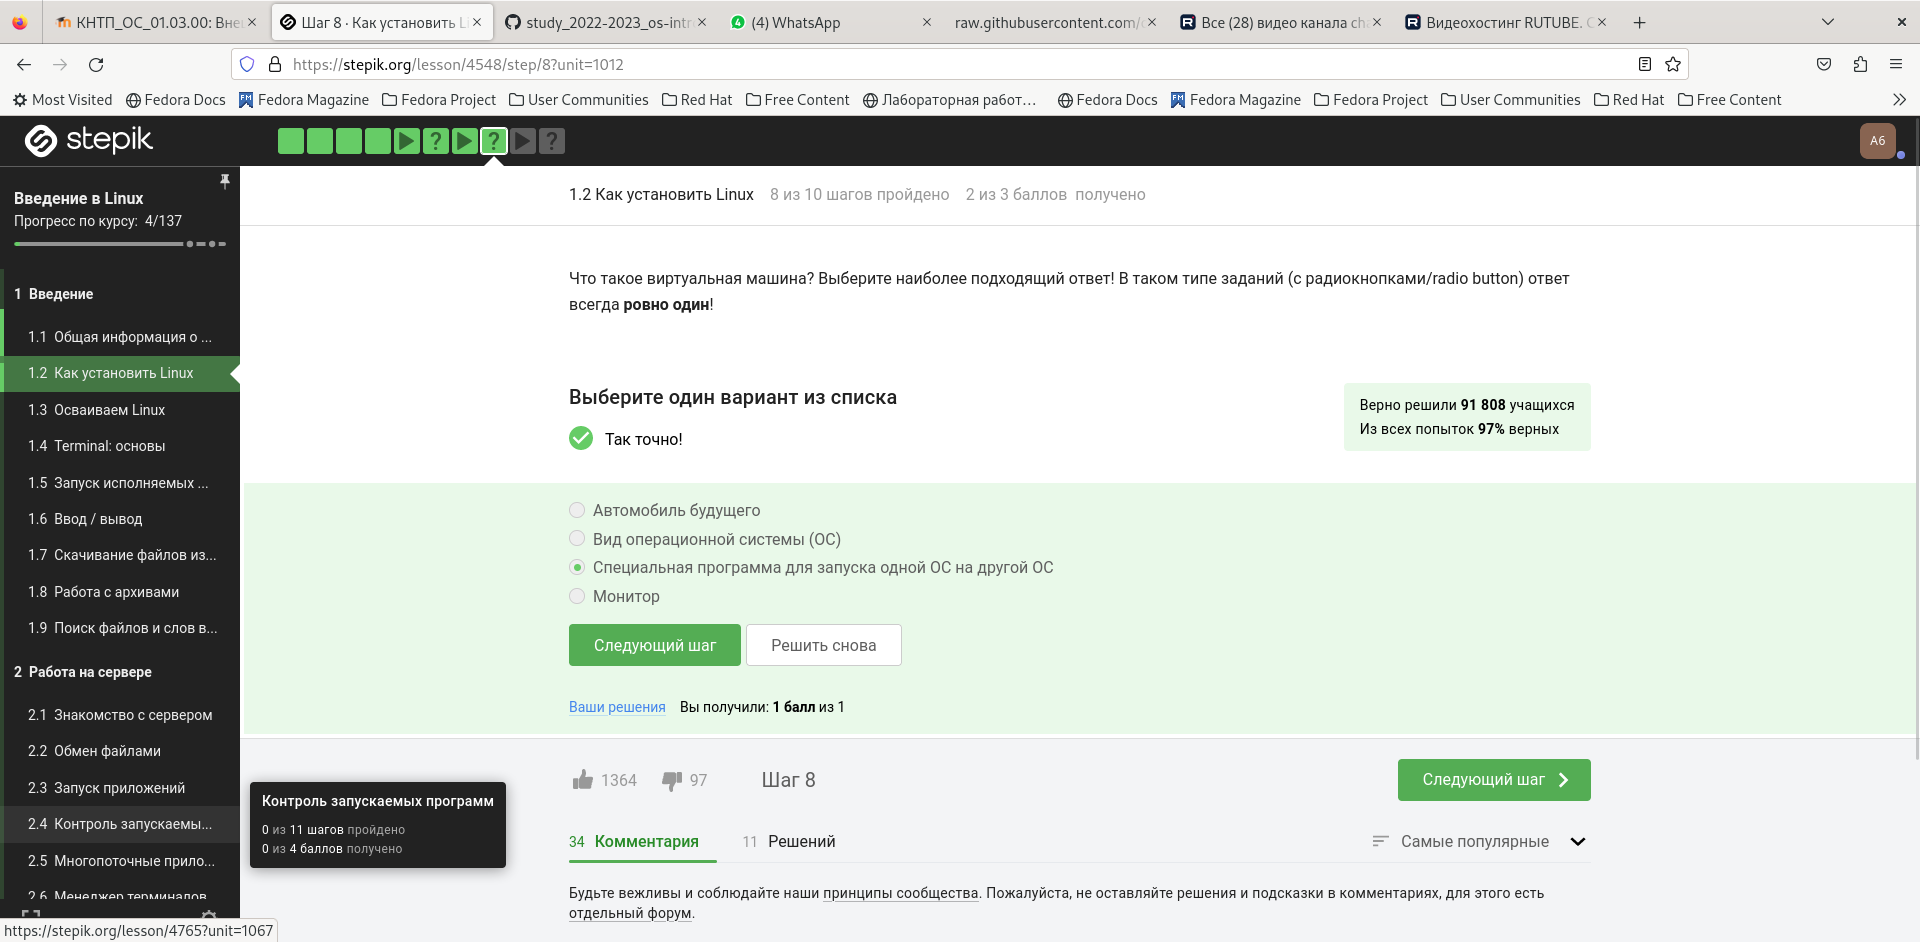 КНТП_ОС_01.03.00: Вне
Шаг 8 · Как установить Li
study_2022-2023_os-intr
(4) WhatsApp
raw.githubusercontent.com/
Все (28) видео канала ch
Видеохостинг RUTUBE. С
https://stepik.org/lesson/4548/step/8?unit=1012
Most Visited
Fedora Docs
Fedora Magazine
Fedora Project
User Communities
Red Hat
Free Content
Лабораторная работ…
Fedora Docs
Fedora Magazine
Fedora Project
User Communities
Red Hat
Free Content
stepik
A6
Введение в Linux
Прогресс по курсу: 4/137
1 Введение
1.1 Общая информация о ...
1.2 Как установить Linux
1.3 Осваиваем Linux
1.4 Terminal: основы
1.5 Запуск исполняемых ...
1.6 Ввод / вывод
1.7 Скачивание файлов из...
1.8 Работа с архивами
1.9 Поиск файлов и слов в...
2 Работа на сервере
2.1 Знакомство с сервером
2.2 Обмен файлами
2.3 Запуск приложений
2.4 Контроль запускаемы...
2.5 Многопоточные прило...
2.6 Менеджер терминалов
Контроль запускаемых программ
0 из 11 шагов пройдено
0 из 4 баллов получено
https://stepik.org/lesson/4765?unit=1067
1.2 Как установить Linux 8 из 10 шагов пройдено 2 из 3 баллов получено
Что такое виртуальная машина? Выберите наиболее подходящий ответ! В таком типе заданий (с радиокнопками/radio button) ответ
всегда ровно один!
Выберите один вариант из списка
Так точно!
Верно решили 91 808 учащихся
Из всех попыток 97% верных
Автомобиль будущего
Вид операционной системы (ОС)
Специальная программа для запуска одной ОС на другой ОС
Монитор
Следующий шаг
Решить снова
Ваши решения Вы получили: 1 балл из 1
1364 97 Шаг 8
Следующий шаг
34 Комментария 11 Решений
Самые популярные
Будьте вежливы и соблюдайте наши принципы сообщества. Пожалуйста, не оставляйте решения и подсказки в комментариях, для этого есть
отдельный форум.